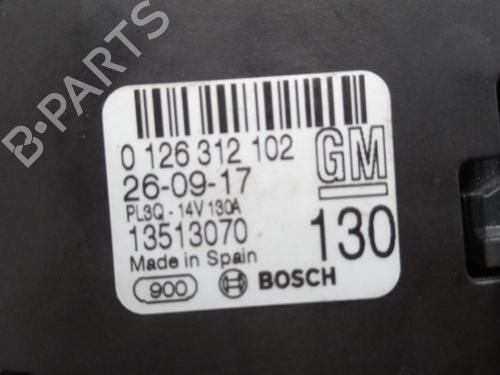 B-PARTS
0 126 312 102
GM
26-09-17
PL3Q - 14V 130A
13513070
130
Made in Spain
900
BOSCH